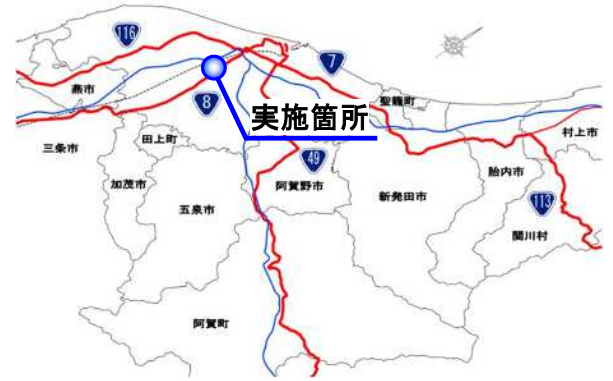 116
7
燕市
8
聖籠町
実施箇所
村上市
三条市
田上町
49
胎内市
加茂市
阿賀野市
新発田市
113
五泉市
関川村
阿賀町